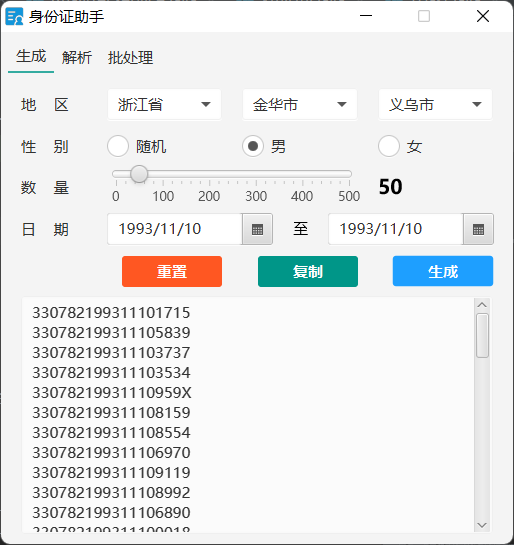 身份证助手
生成 解析 批处理
地 区 浙江省 金华市 义乌市
性 别 随机 男 女
数 量 0 100 200 300 400 500 50
日 期 1993/11/10 至 1993/11/10
重置 复制 生成
330782199311101715
330782199311105839
330782199311103737
330782199311103534
33078219931110959X
330782199311108159
330782199311108554
330782199311106970
330782199311109119
330782199311108992
330782199311106890
330782199311100018